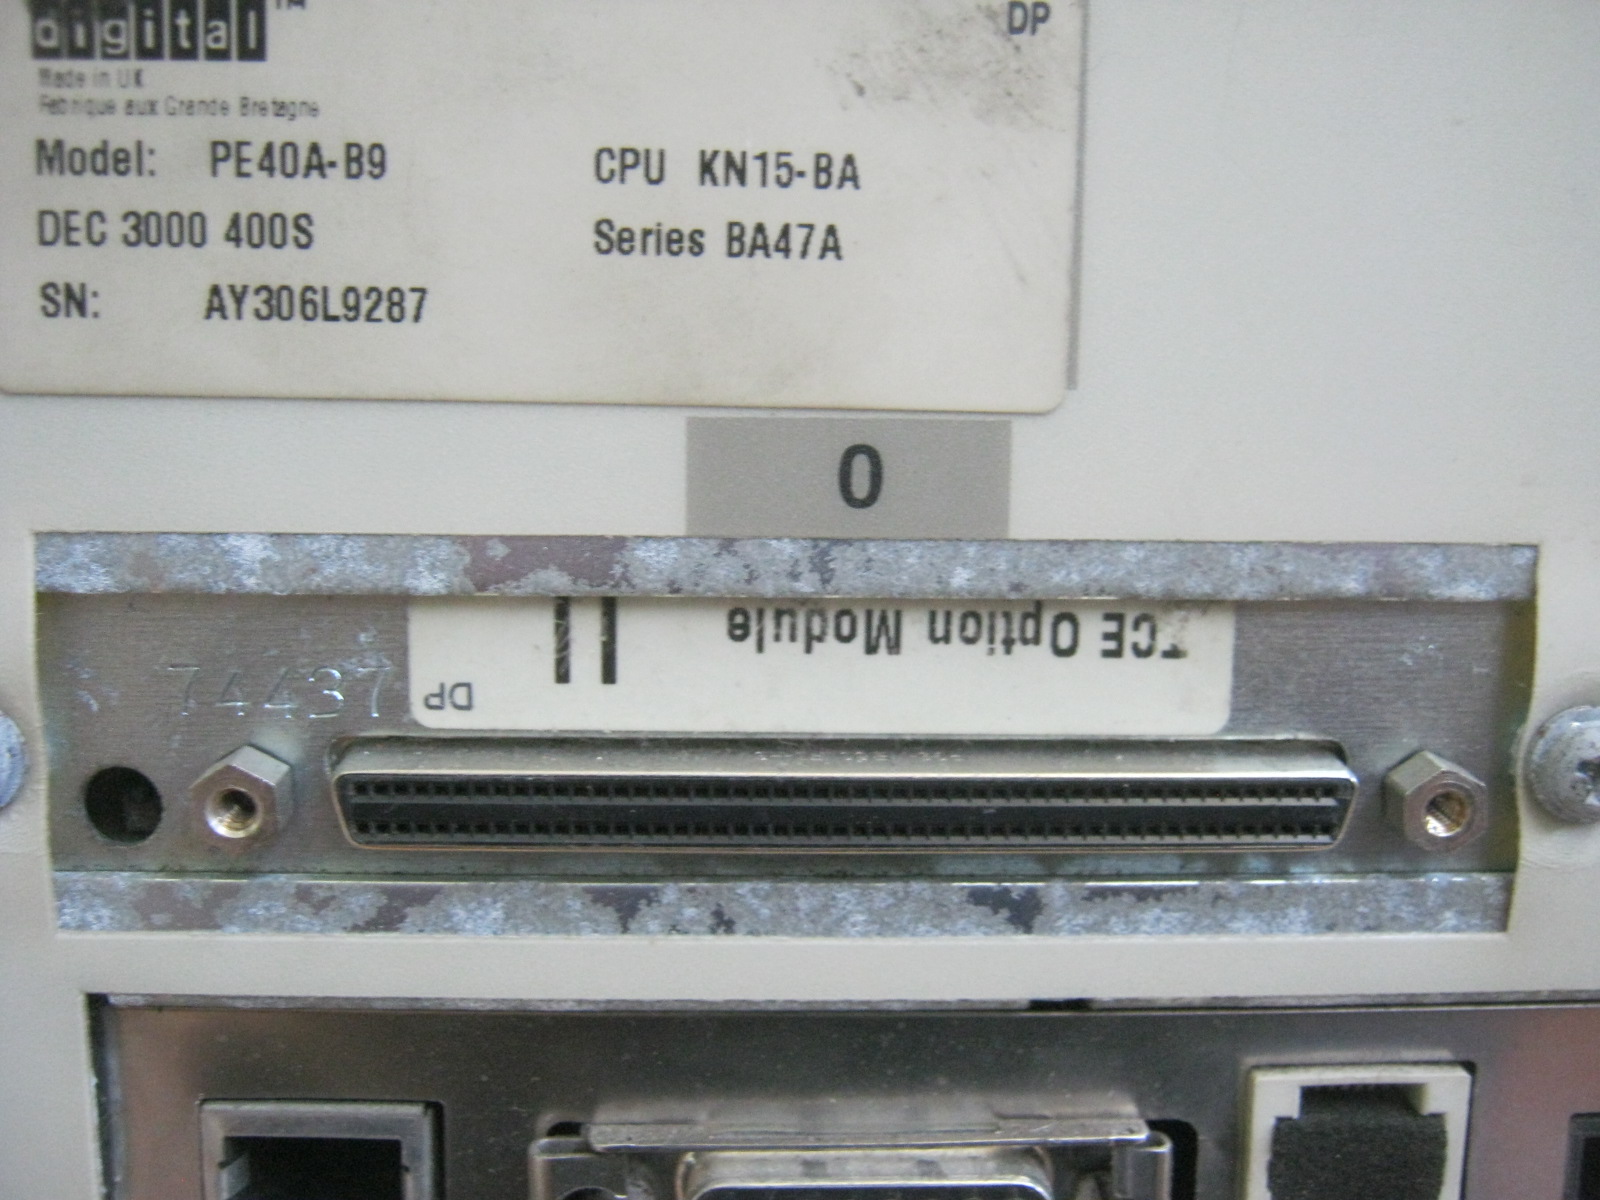 digital™
Made in UK
Fabrique aux Grande Bretagne
DP
Model: PE40A-B9
CPU KN15-BA
DEC 3000 400S
Series BA47A
SN: AY306L9287
0
TCE Option Module
DP
74437